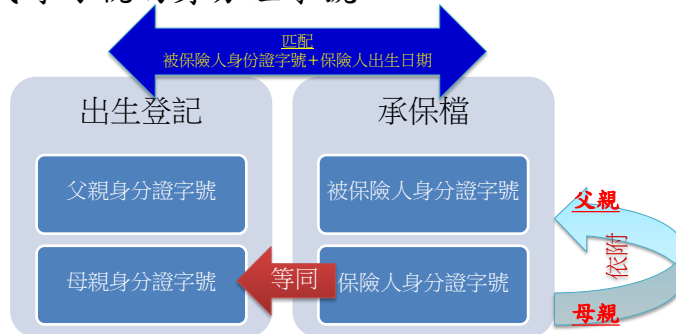 匹配
被保險人身份證字號+保險人出生日期
出生登記
承保檔
父親身分證字號
被保險人身分證字號
母親身分證字號
等同
保險人身分證字號
父親
依附
母親